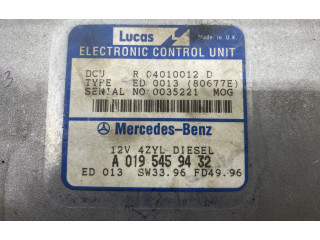 Lucas
Made in U.K.
ELECTRONIC CONTROL UNIT
DCU R 04010012 D
TYPE ED 0013 (80677E)
SERIAL NO 0035221 MOG
Mercedes-Benz
12V 4ZYL DIESEL
A 019 545 94 32
ED 013 SW33.96 FD49.96
3